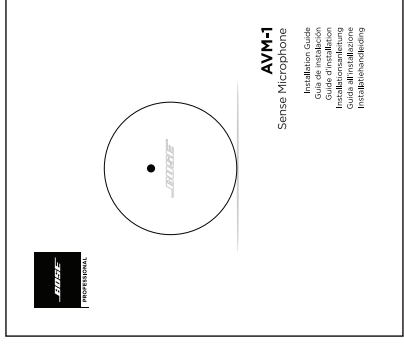 AVM-1
Sense Microphone
Installation Guide
Guía de instalación
Guide d'installation
Installationsanleitung
Guida all'installazione
Installatiehandleiding
BOSE
BOSE
PROFESSIONAL